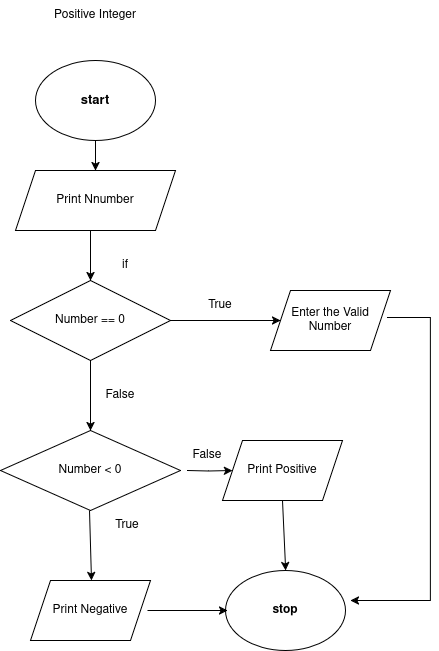 Positive Integer
start
Print Nnumber
if
Number == 0
True
Enter the Valid
Number
False
Number < 0
False
Print Positive
True
Print Negative
stop